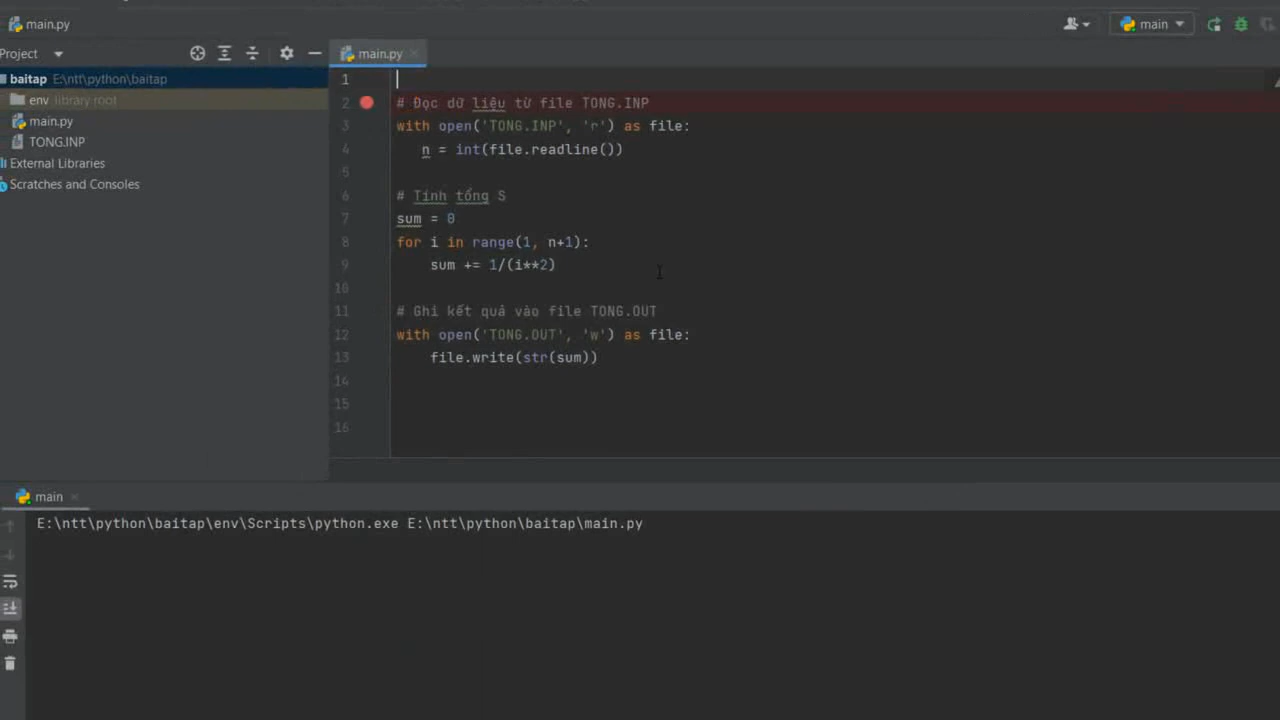 main.py
main
Project
main.py
baitap E:\ntt\python\baitap
env library root
main.py
TONG.INP
External Libraries
Scratches and Consoles
1
2 # Đọc dữ liệu từ file TONG.INP
3 with open('TONG.INP', 'r') as file:
4 n = int(file.readline())
5
6 # Tính tổng S
7 sum = 0
8 for i in range(1, n+1):
9 sum += 1/(i**2)
10
11 # Ghi kết quả vào file TONG.OUT
12 with open('TONG.OUT', 'w') as file:
13 file.write(str(sum))
14
15
16
main
E:\ntt\python\baitap\env\Scripts\python.exe E:\ntt\python\baitap\main.py